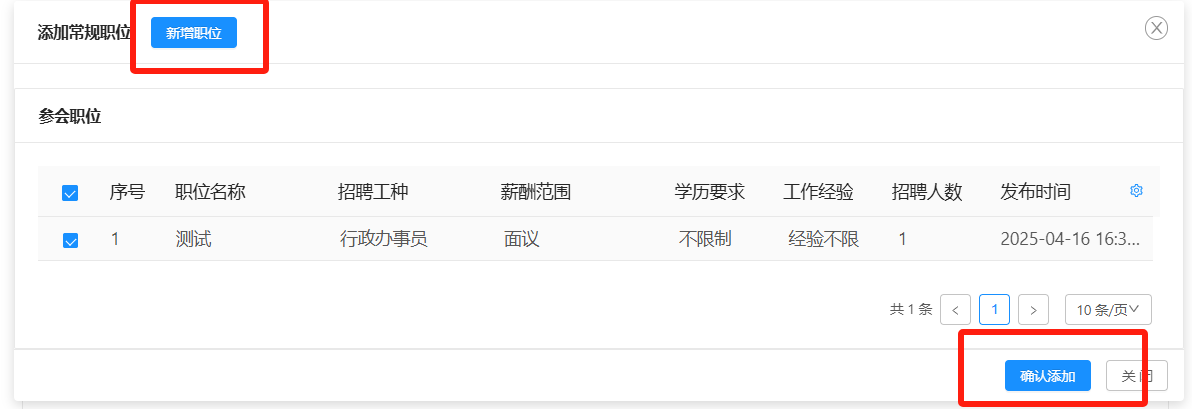 添加常规职位 新增职位
参会职位
序号 职位名称 招聘工种 薪酬范围 学历要求 工作经验 招聘人数 发布时间
1 测试 行政办事员 面议 不限制 经验不限 1 2025-04-16 16:3...
共 1 条 < 1 > 10 条/页
确认添加 关 闭